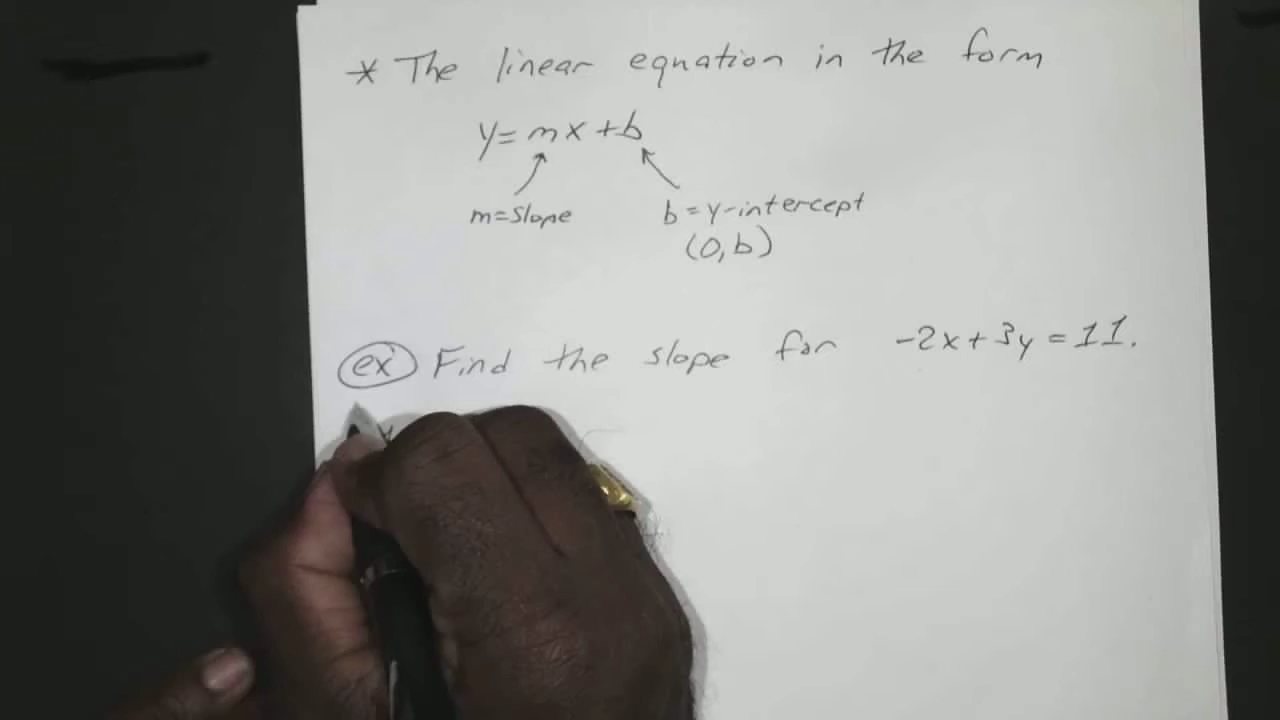 * The linear equation in the form
y = mx + b
m = slope b = y-intercept
(0, b)
ex Find the slope for -2x + 3y = 11.